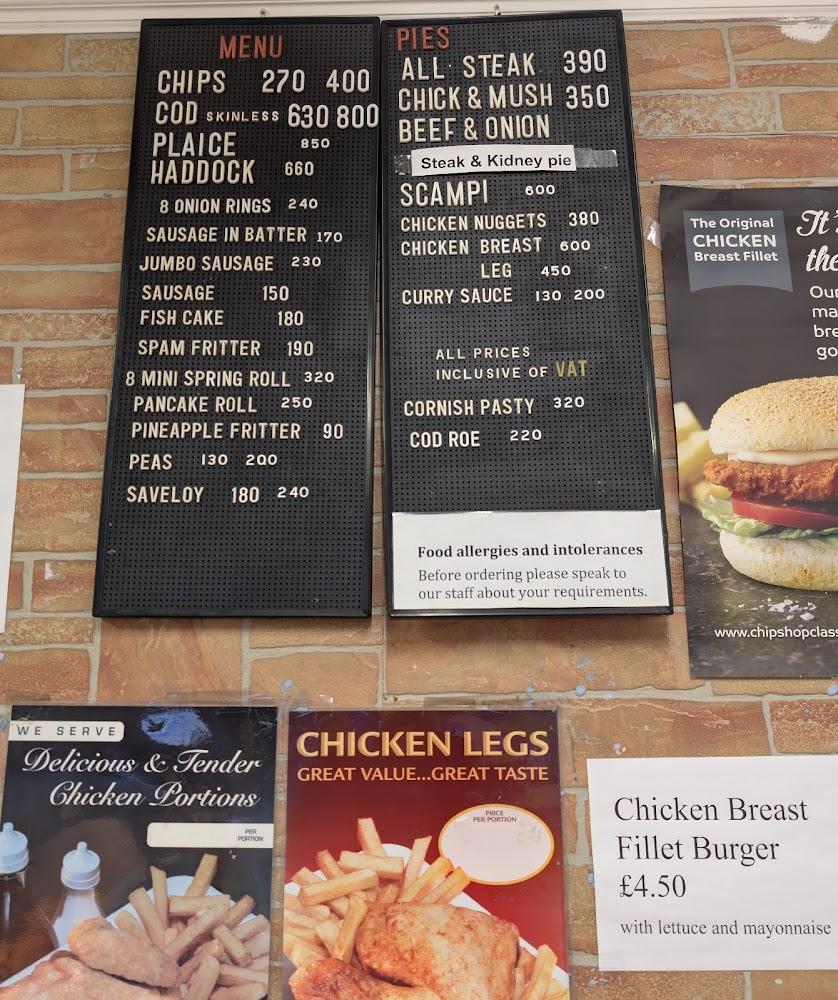 MENU
CHIPS 270 400
COD SKINLESS 630 800
PLAICE 850
HADDOCK 660
8 ONION RINGS 240
SAUSAGE IN BATTER 170
JUMBO SAUSAGE 230
SAUSAGE 150
FISH CAKE 180
SPAM FRITTER 190
8 MINI SPRING ROLL 320
PANCAKE ROLL 250
PINEAPPLE FRITTER 90
PEAS 130 200
SAVELOY 180 240
PIES
ALL STEAK 390
CHICK & MUSH 350
BEEF & ONION
Steak & Kidney pie
SCAMPI 600
CHICKEN NUGGETS 380
CHICKEN BREAST 600
LEG 450
CURRY SAUCE 130 200
ALL PRICES
INCLUSIVE OF VAT
CORNISH PASTY 320
COD ROE 220
Food allergies and intolerances
Before ordering please speak to
our staff about your requirements.
The Original
CHICKEN
Breast Fillet
the
Our
www.chipshopclass
WE SERVE
Delicious & Tender
Chicken Portions
PER
PORTION
CHICKEN LEGS
GREAT VALUE...GREAT TASTE
PRICE
PER PORTION
Chicken Breast
Fillet Burger
£4.50
with lettuce and mayonnaise